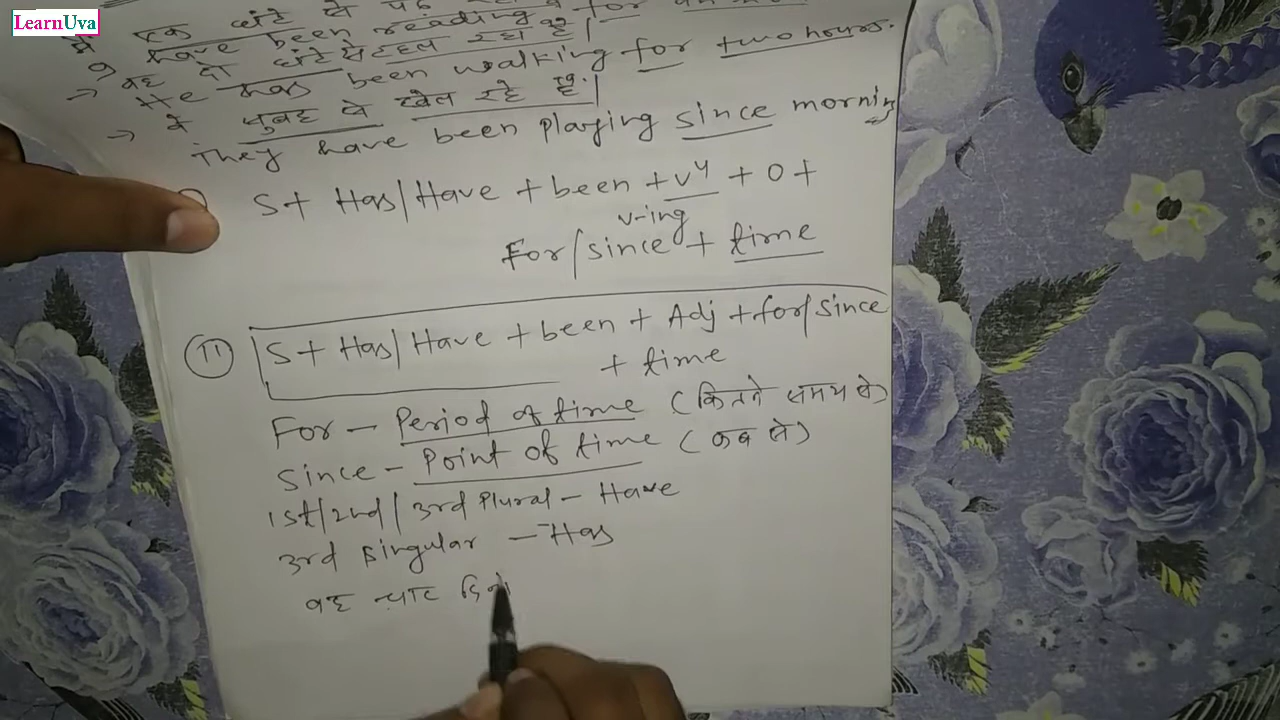 LearnUva
एक घंटे से पढ़
have been reading for
→ वह दो घंटे से टहल रहा है।
He has been walking for two hours.
→ वे सुबह से खेल रहे हैं।
They have been playing since morning
S+ Has/Have + been + V4 + O +
V-ing
For/since + time
(II) S+ Has/Have + been + Adj + for/since
+ time
For – Period of time (कितने समय से)
Since – Point of time (कब से)
1st/2nd/3rd Plural – Have
3rd Singular – Has
वह चार दिन